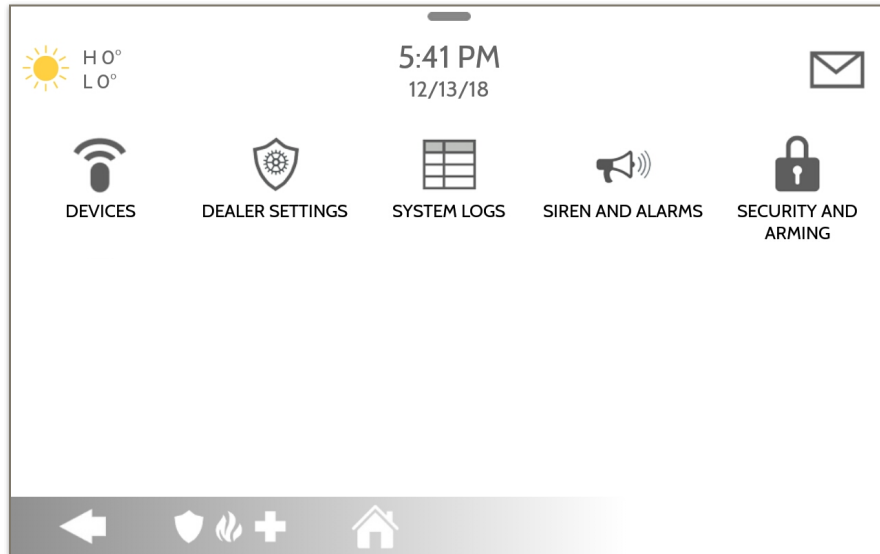 H 0°
L 0°
5:41 PM
12/13/18
DEVICES
DEALER SETTINGS
SYSTEM LOGS
SIREN AND ALARMS
SECURITY AND
ARMING